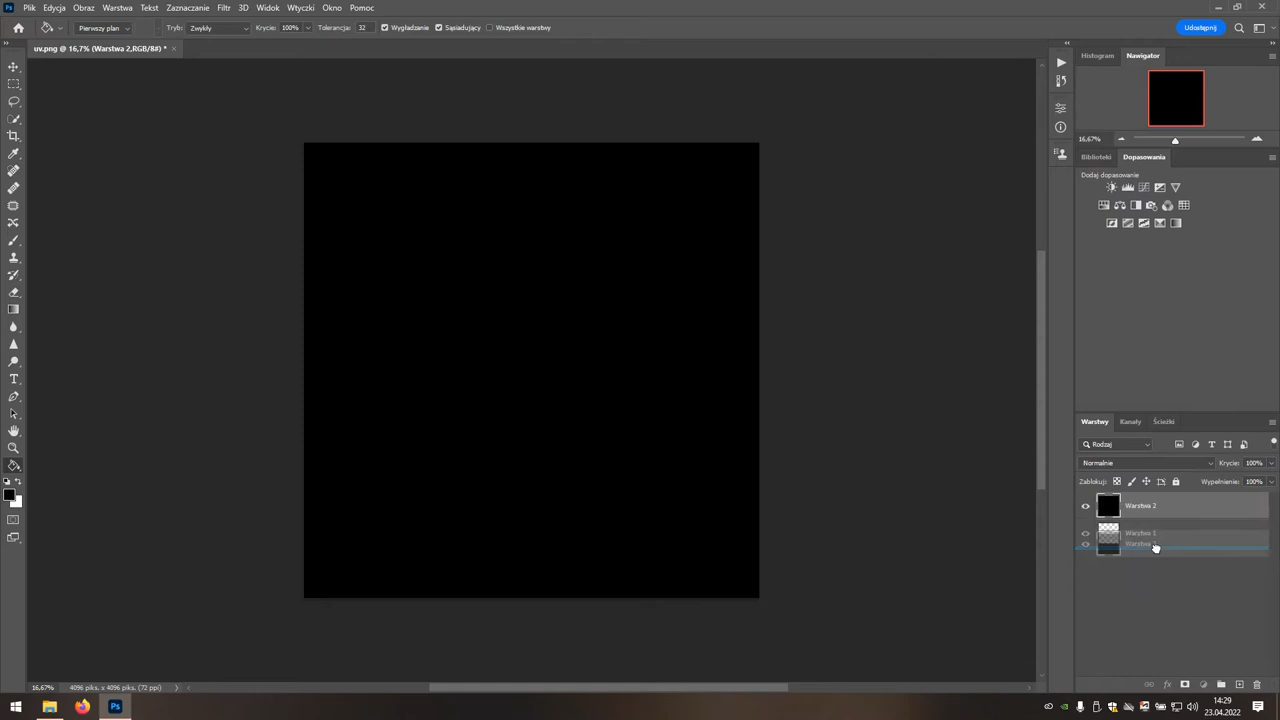 Plik Edycja Obraz Warstwa Tekst Zaznaczanie Filtr 3D Widok Wtyczki Okno Pomoc
Pierwszy plan Tryb: Zwykły Krycie: 100% Tolerancja: 32 Wygładzanie Sąsiadujący Wszystkie warstwy Udostępnij
uv.png @ 16,7% (Warstwa 2,RGB/8#) *
Histogram Nawigator
16,67%
Biblioteki Dopasowania
Dodaj dopasowanie
Warstwy Kanały Ścieżki
Rodzaj
Normalnie Krycie: 100%
Zablokuj: Wypełnienie: 100%
Warstwa 2
Warstwa 1
Warstwa
16,67% 4096 piks. x 4096 piks. (72 ppi)
Ps
14:29
23.04.2022